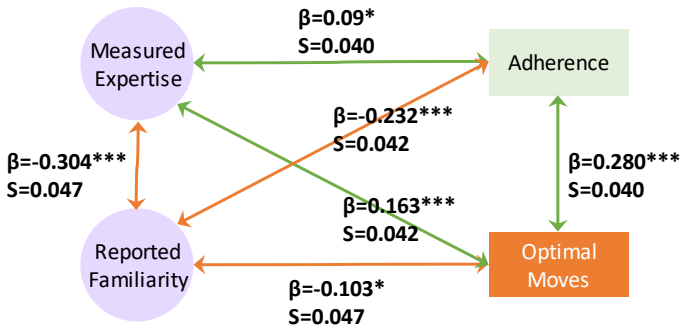 β=0.09*
S=0.040
Measured
Expertise
Adherence
β=-0.232***
S=0.042
β=-0.304***
S=0.047
β=0.280***
S=0.040
β=0.163***
S=0.042
Reported
Familiarity
Optimal
Moves
β=-0.103*
S=0.047